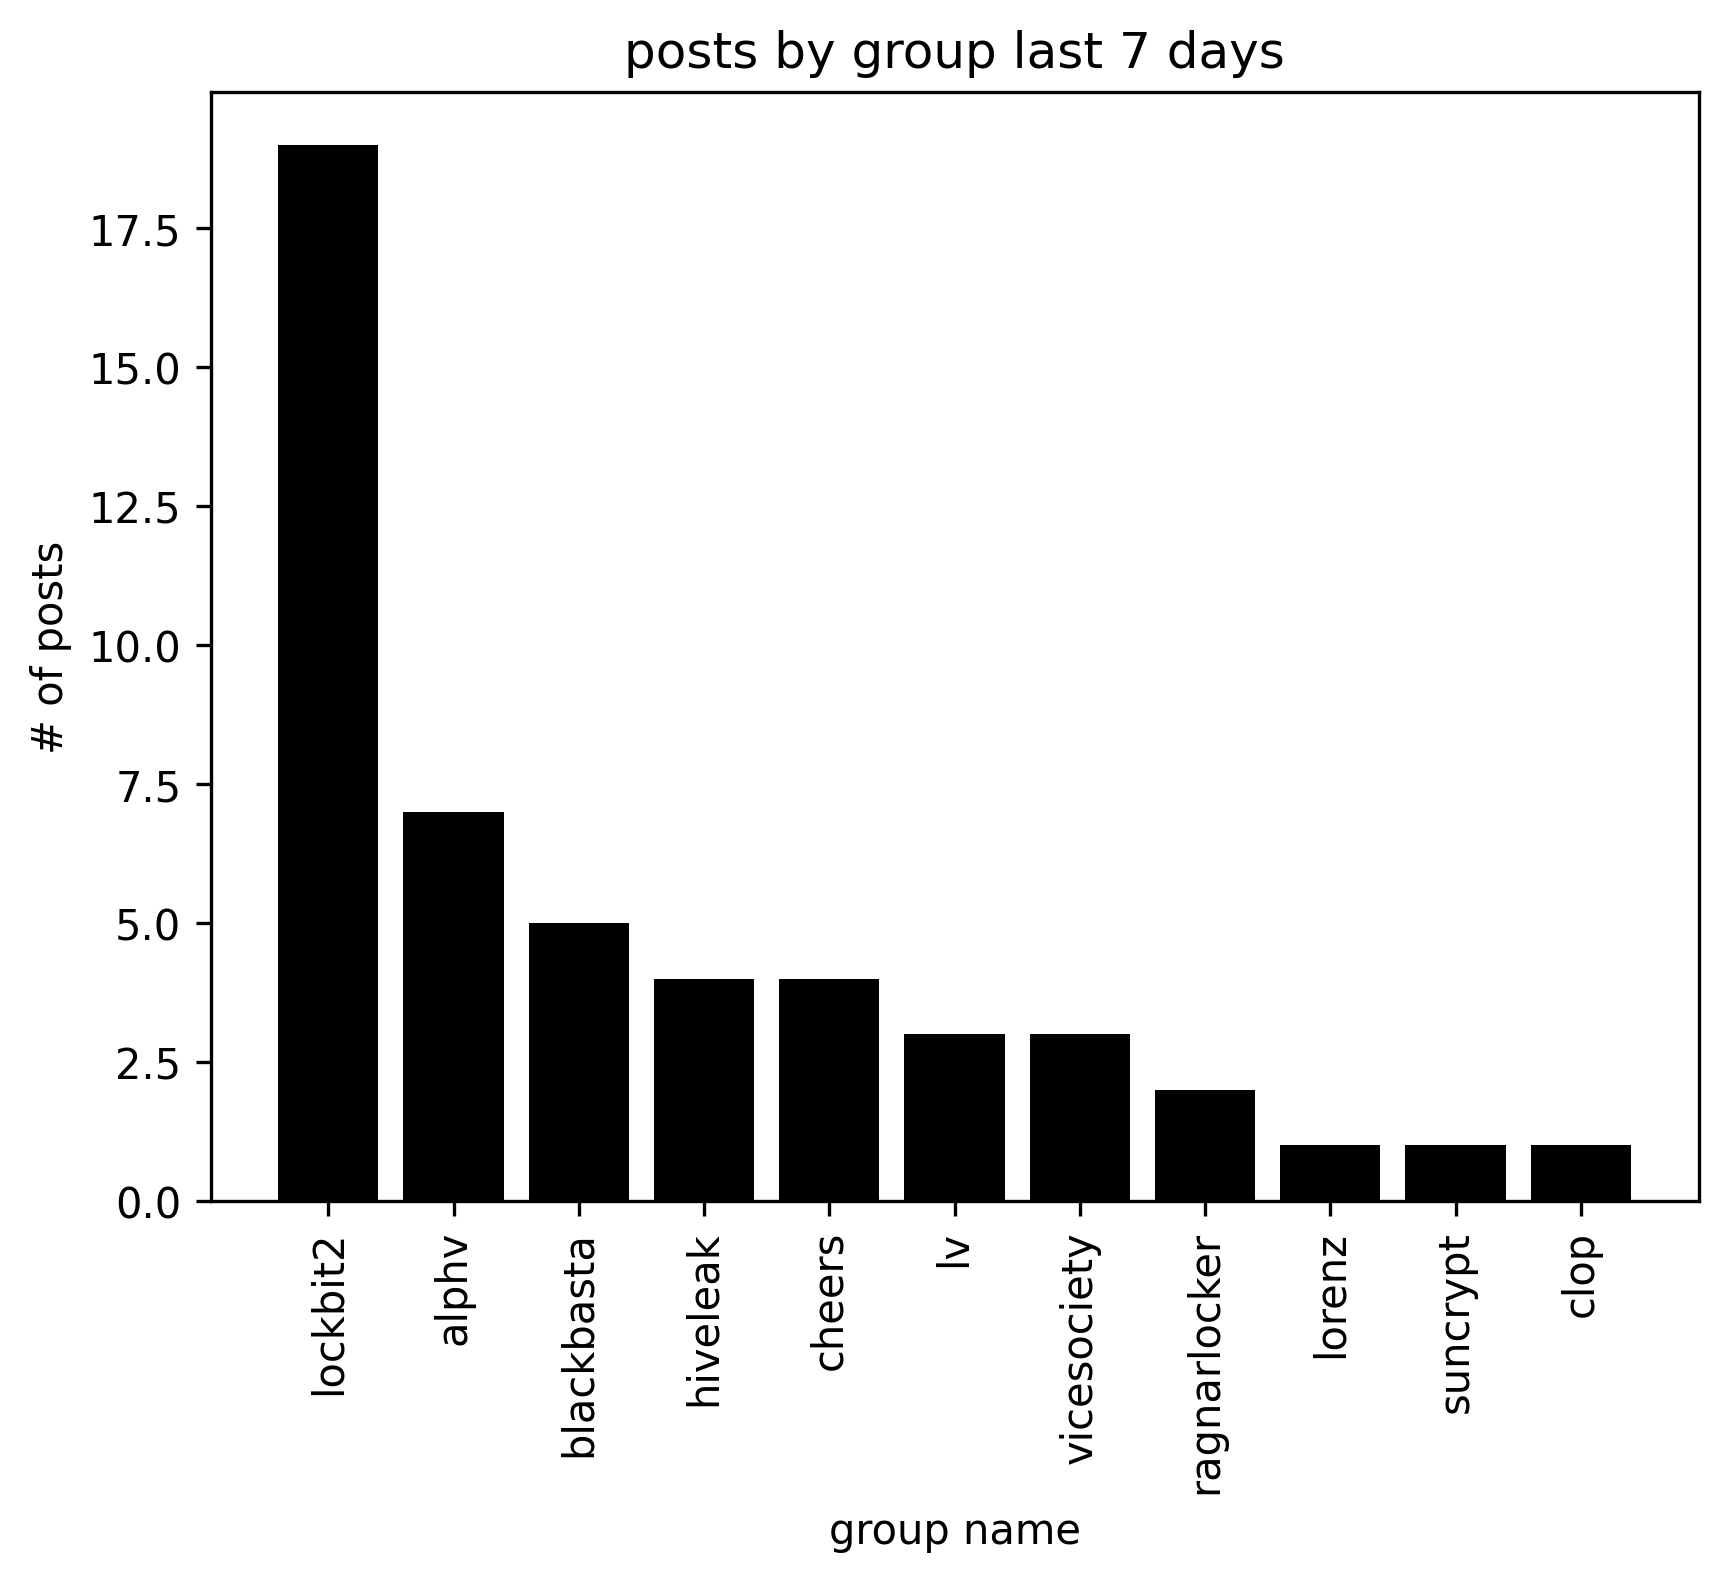 posts by group last 7 days
# of posts
17.5
15.0
12.5
10.0
7.5
5.0
2.5
0.0
lockbit2
alphv
blackbasta
hiveleak
cheers
lv
vicesociety
ragnarlocker
lorenz
suncrypt
clop
group name